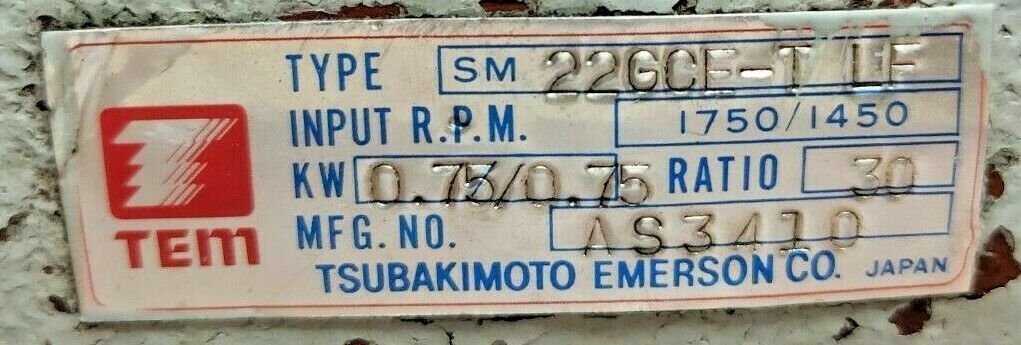 TYPE SM 22GCE-T LF
INPUT R.P.M. 1750/1450
KW 0.75/0.75 RATIO 30
MFG. NO. AS3410
TEM
TSUBAKIMOTO EMERSON CO. JAPAN